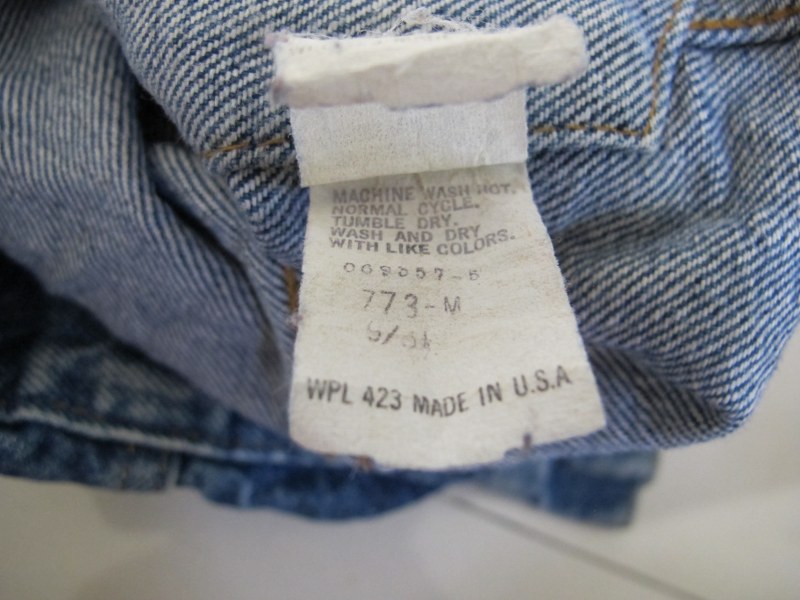 MACHINE WASH HOT.
NORMAL CYCLE.
TUMBLE DRY.
WASH AND DRY
WITH LIKE COLORS.
773-M
WPL 423 MADE IN U.S.A